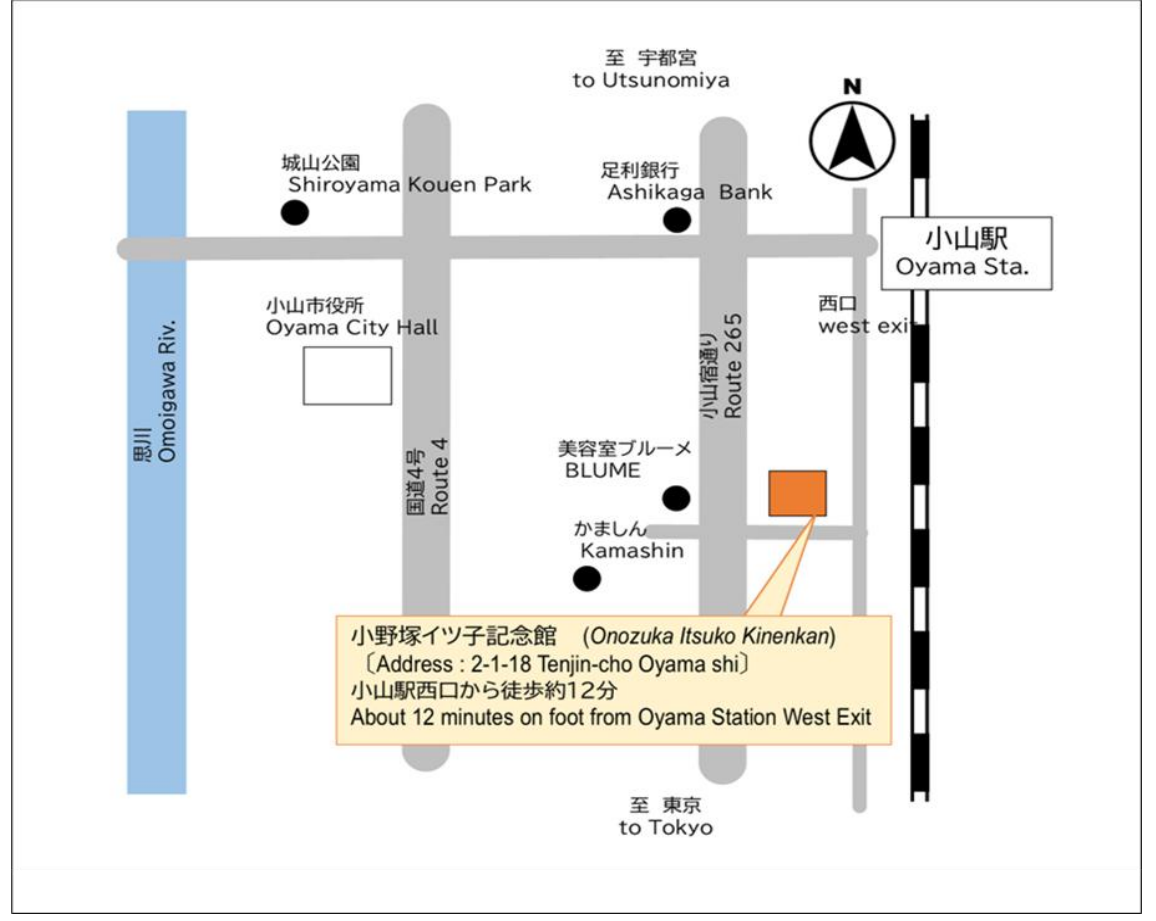 至 宇都宮
to Utsunomiya
N
城山公園
Shiroyama Kouen Park
足利銀行
Ashikaga Bank
小山駅
Oyama Sta.
小山市役所
Oyama City Hall
西口
west exit
思川
Omoigawa Riv.
国道4号
Route 4
小山宿通り
Route 265
美容室ブルーメ
BLUME
かましん
Kamashin
小野塚イツ子記念館 (Onozuka Itsuko Kinenkan)
〔Address : 2-1-18 Tenjin-cho Oyama shi〕
小山駅西口から徒歩約12分
About 12 minutes on foot from Oyama Station West Exit
至 東京
to Tokyo